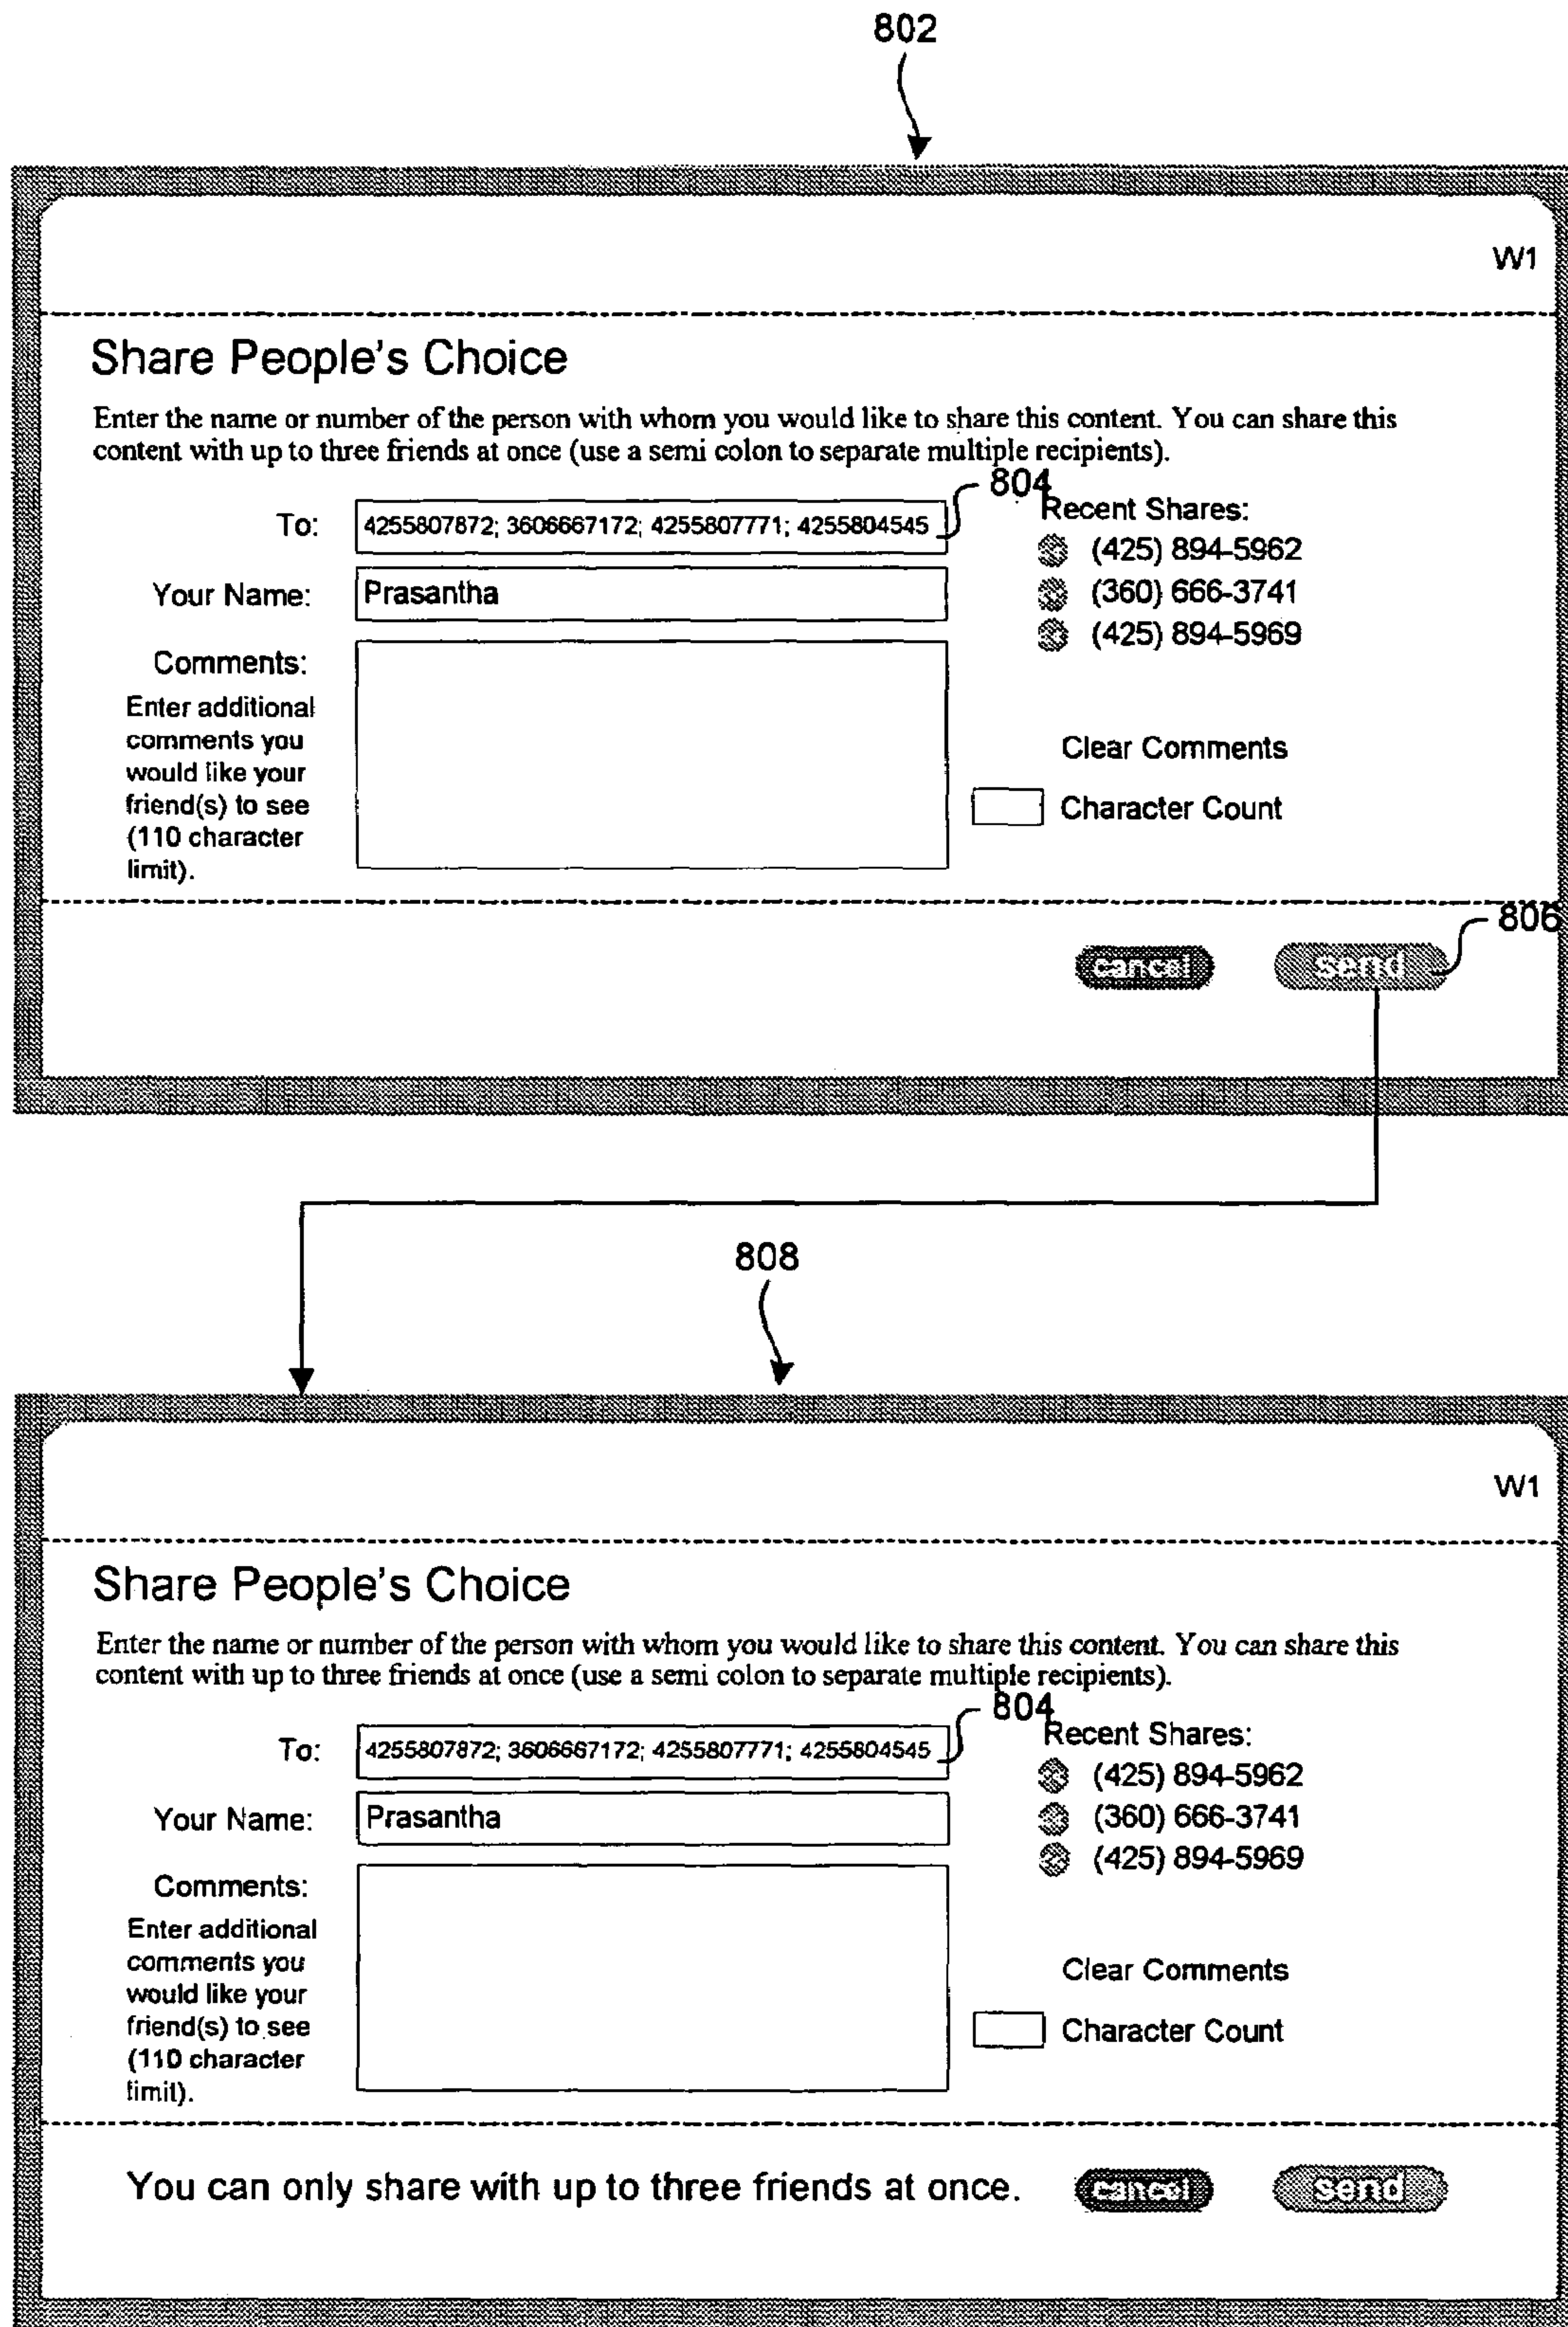 802
W1
Share People's Choice
Enter the name or number of the person with whom you would like to share this content. You can share this
content with up to three friends at once (use a semi colon to separate multiple recipients).
804
To:
4255807872; 3606667172; 4255807771; 4255804545
Your Name:
Prasantha
Comments:
Enter additional
comments you
would like your
friend(s) to see
(110 character
limit).
Recent Shares:
(425) 894-5962
(360) 666-3741
(425) 894-5969
Clear Comments
Character Count
806
cancel
send
808
W1
Share People's Choice
Enter the name or number of the person with whom you would like to share this content. You can share this
content with up to three friends at once (use a semi colon to separate multiple recipients).
804
To:
4255807872; 3606667172; 4255807771; 4255804545
Your Name:
Prasantha
Comments:
Enter additional
comments you
would like your
friend(s) to see
(110 character
limit).
Recent Shares:
(425) 894-5962
(360) 666-3741
(425) 894-5969
Clear Comments
Character Count
You can only share with up to three friends at once.
cancel
send